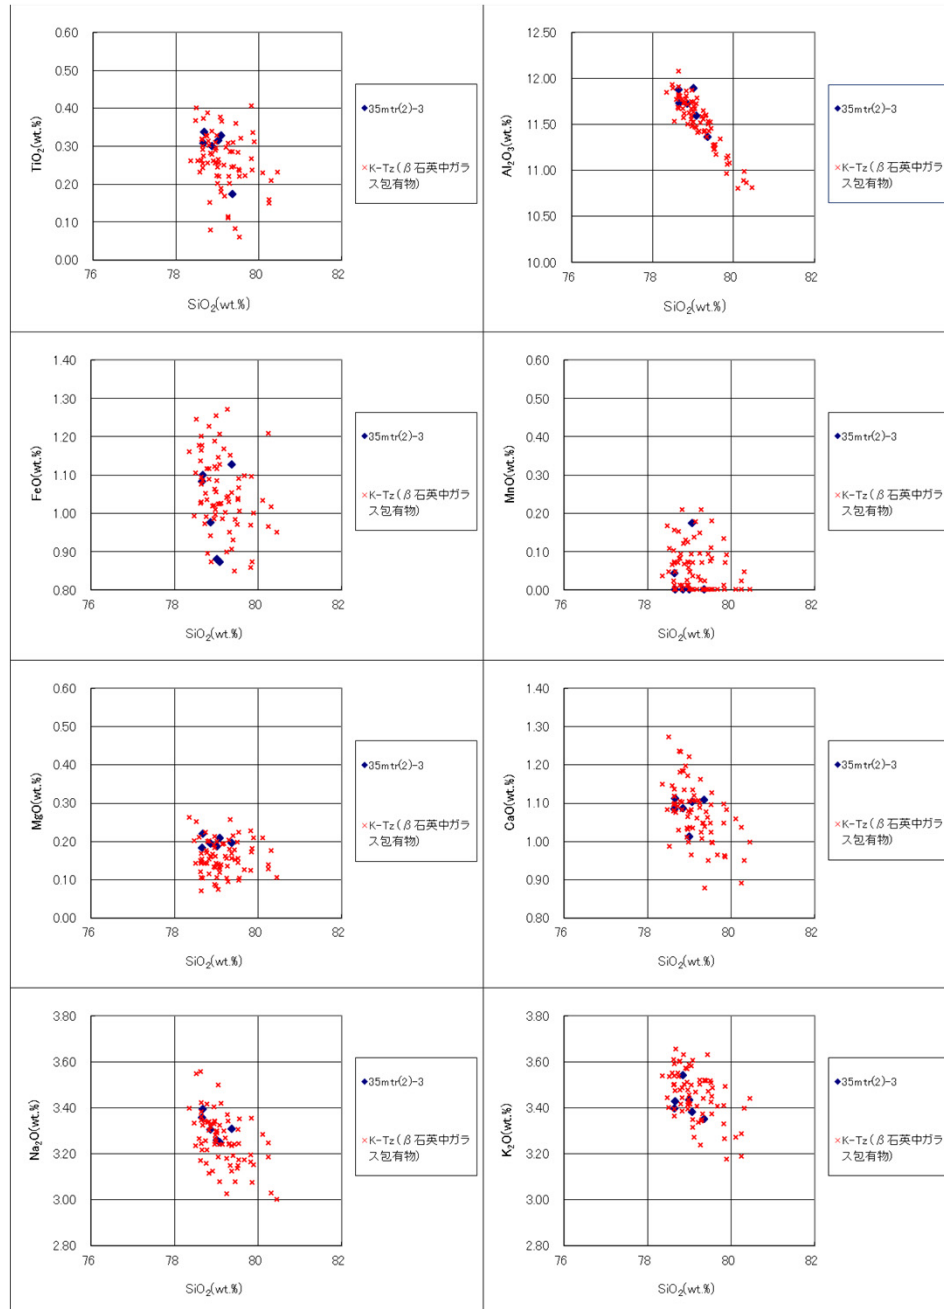 0.60
0.50
0.40
0.30
0.20
0.10
0.00
TiO2(wt.%)
76
78
80
82
SiO2(wt.%)
◆35mtr(2)-3
×K-Tz(β石英中ガラ
ス包有物)
12.50
12.00
11.50
11.00
10.50
10.00
Al2O3(wt.%)
76
78
80
82
SiO2(wt.%)
◆35mtr(2)-3
×K-Tz(β石英中ガラ
ス包有物)
1.40
1.30
1.20
1.10
1.00
0.90
0.80
FeO(wt.%)
76
78
80
82
SiO2(wt.%)
◆35mtr(2)-3
×K-Tz(β石英中ガラ
ス包有物)
0.60
0.50
0.40
0.30
0.20
0.10
0.00
MnO(wt.%)
76
78
80
82
SiO2(wt.%)
◆35mtr(2)-3
×K-Tz(β石英中ガラ
ス包有物)
0.60
0.50
0.40
0.30
0.20
0.10
0.00
MgO(wt.%)
76
78
80
82
SiO2(wt.%)
◆35mtr(2)-3
×K-Tz(β石英中ガラ
ス包有物)
1.40
1.30
1.20
1.10
1.00
0.90
0.80
CaO(wt.%)
76
78
80
82
SiO2(wt.%)
◆35mtr(2)-3
×K-Tz(β石英中ガラ
ス包有物)
3.80
3.60
3.40
3.20
3.00
2.80
Na2O(wt.%)
76
78
80
82
SiO2(wt.%)
◆35mtr(2)-3
×K-Tz(β石英中ガラ
ス包有物)
3.80
3.60
3.40
3.20
3.00
2.80
K2O(wt.%)
76
78
80
82
SiO2(wt.%)
◆35mtr(2)-3
×K-Tz(β石英中ガラ
ス包有物)